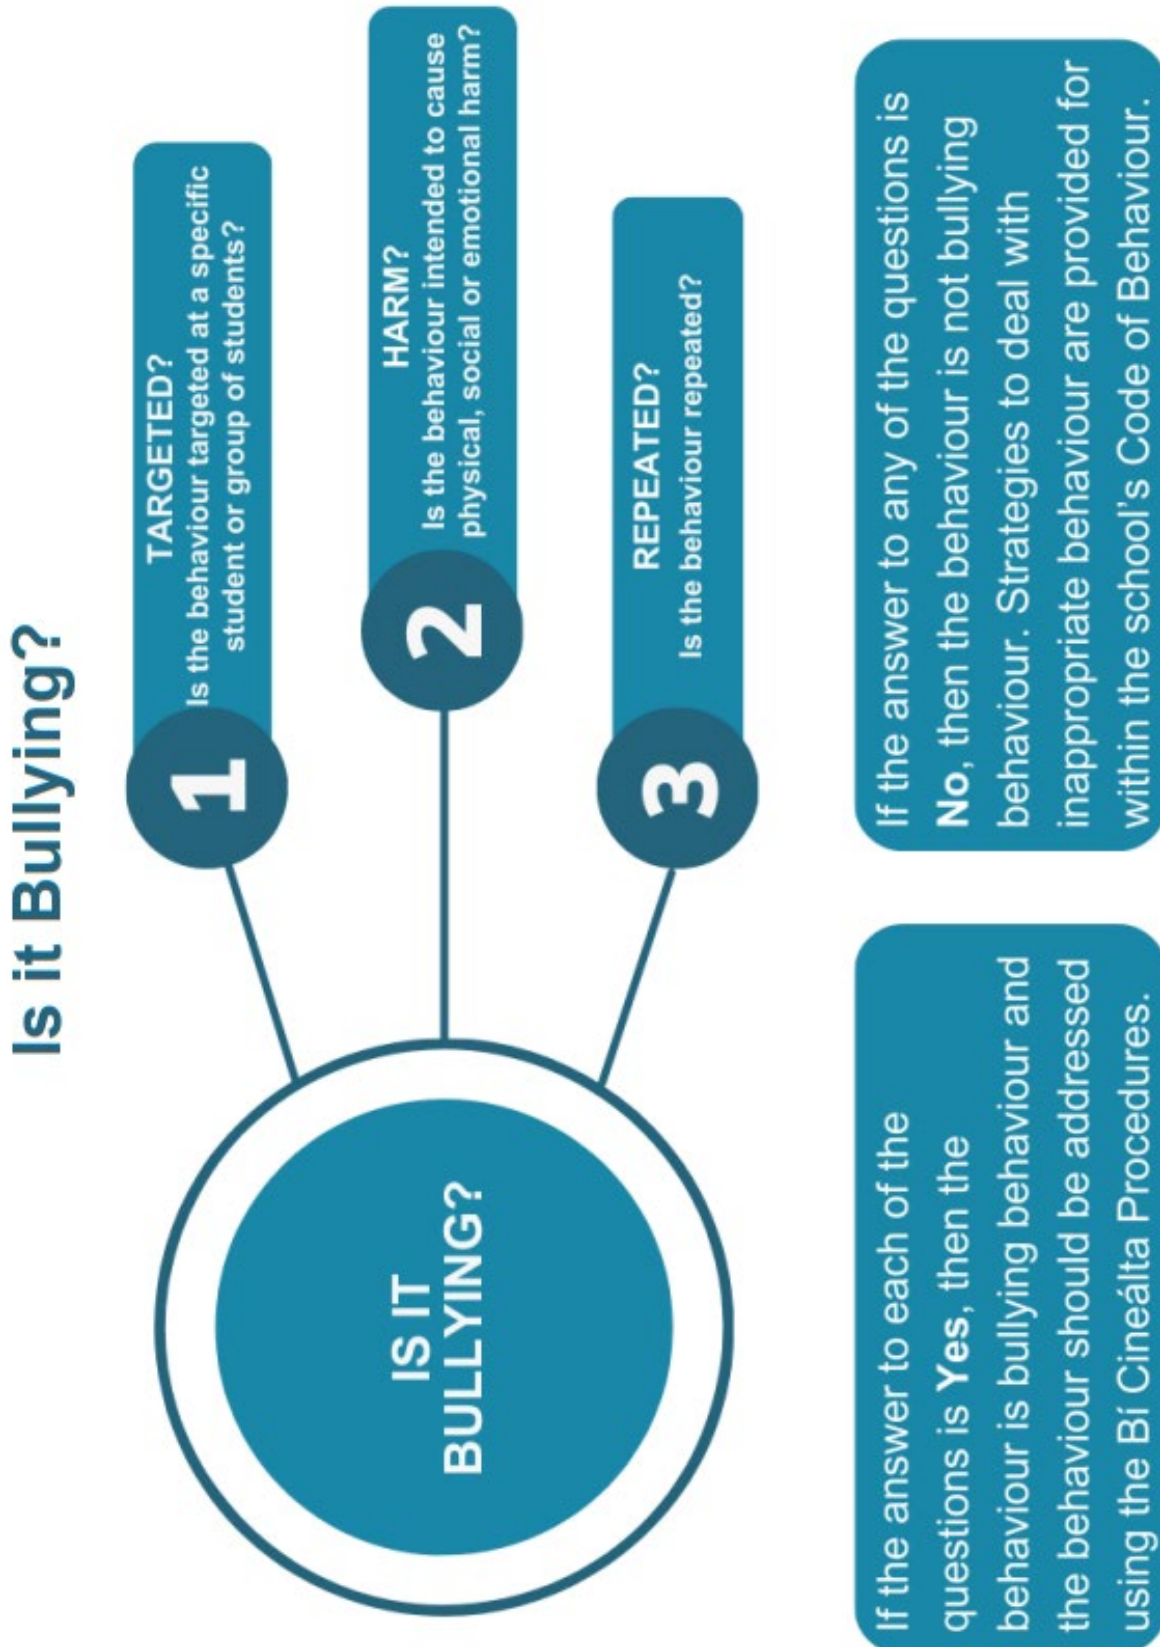 Is it Bullying?
IS IT
BULLYING?
1
TARGETED?
Is the behaviour targeted at a specific
student or group of students?
2
HARM?
Is the behaviour intended to cause
physical, social or emotional harm?
3
REPEATED?
Is the behaviour repeated?
If the answer to each of the
questions is Yes, then the
behaviour is bullying behaviour and
the behaviour should be addressed
using the Bí Cineálta Procedures.
If the answer to any of the questions is
No, then the behaviour is not bullying
behaviour. Strategies to deal with
inappropriate behaviour are provided for
within the school's Code of Behaviour.